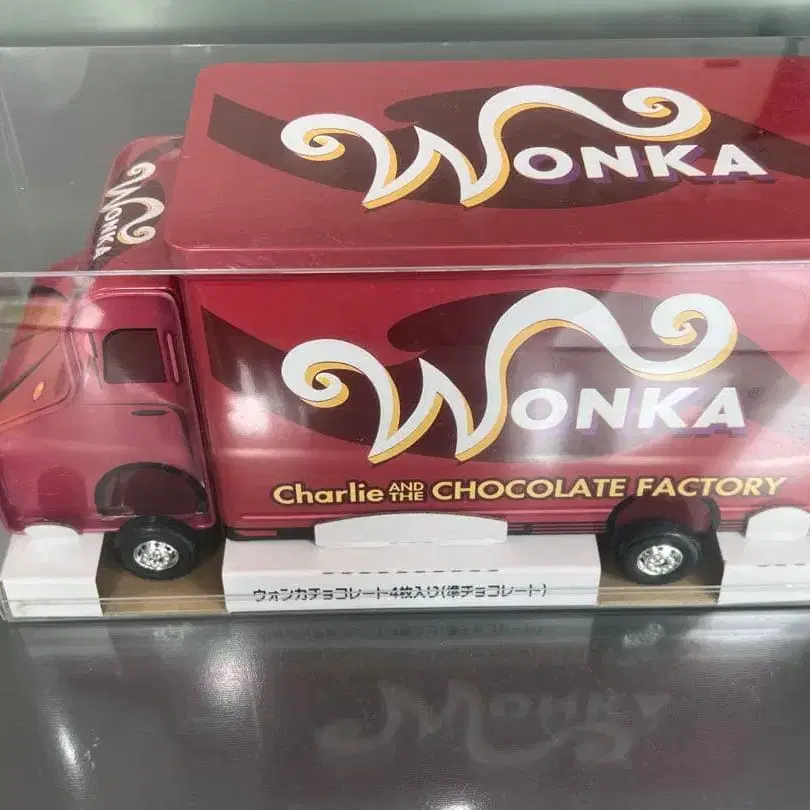 WONKA
WONKA
WONKA®
Charlie AND THE CHOCOLATE FACTORY
ウォンカチョコレート4枚入り(準チョコレート)